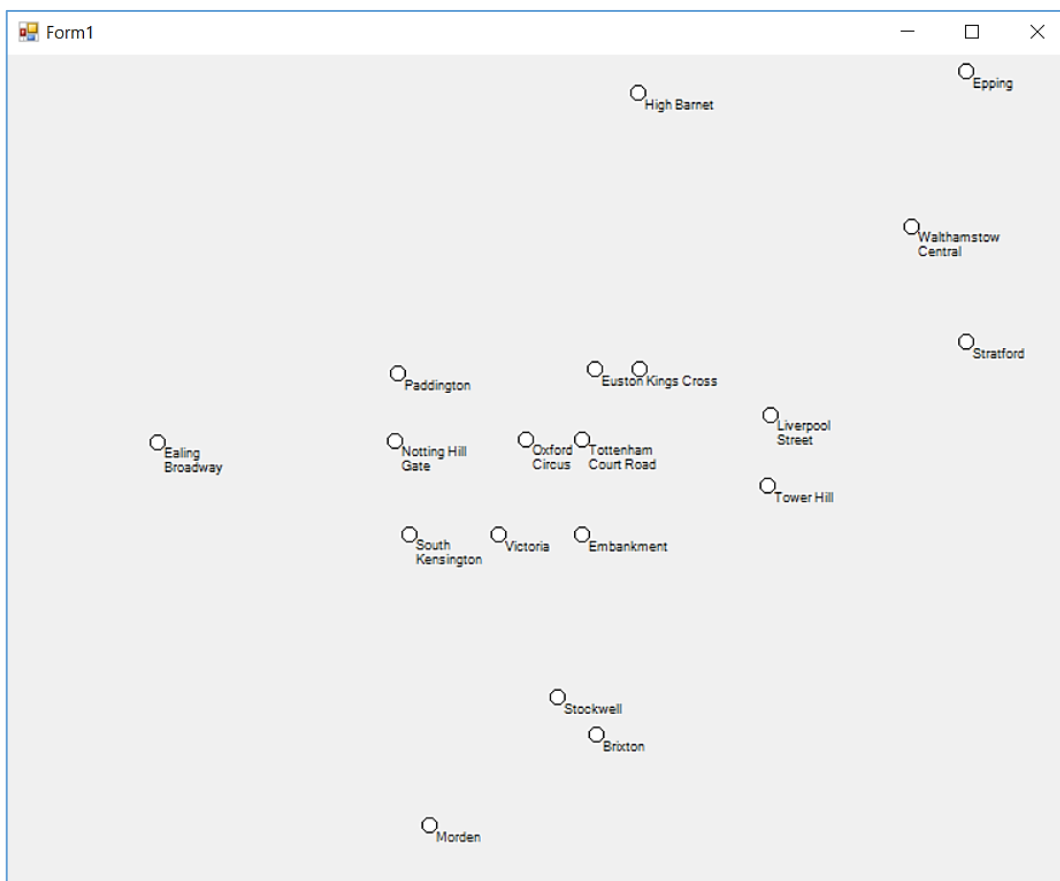 Form1
Epping
High Barnet
Walthamstow
Central
Stratford
Paddington
Euston
Kings Cross
Liverpool
Street
Ealing
Broadway
Notting Hill
Gate
Oxford
Circus
Tottenham
Court Road
Tower Hill
South
Kensington
Victoria
Embankment
Stockwell
Brixton
Morden